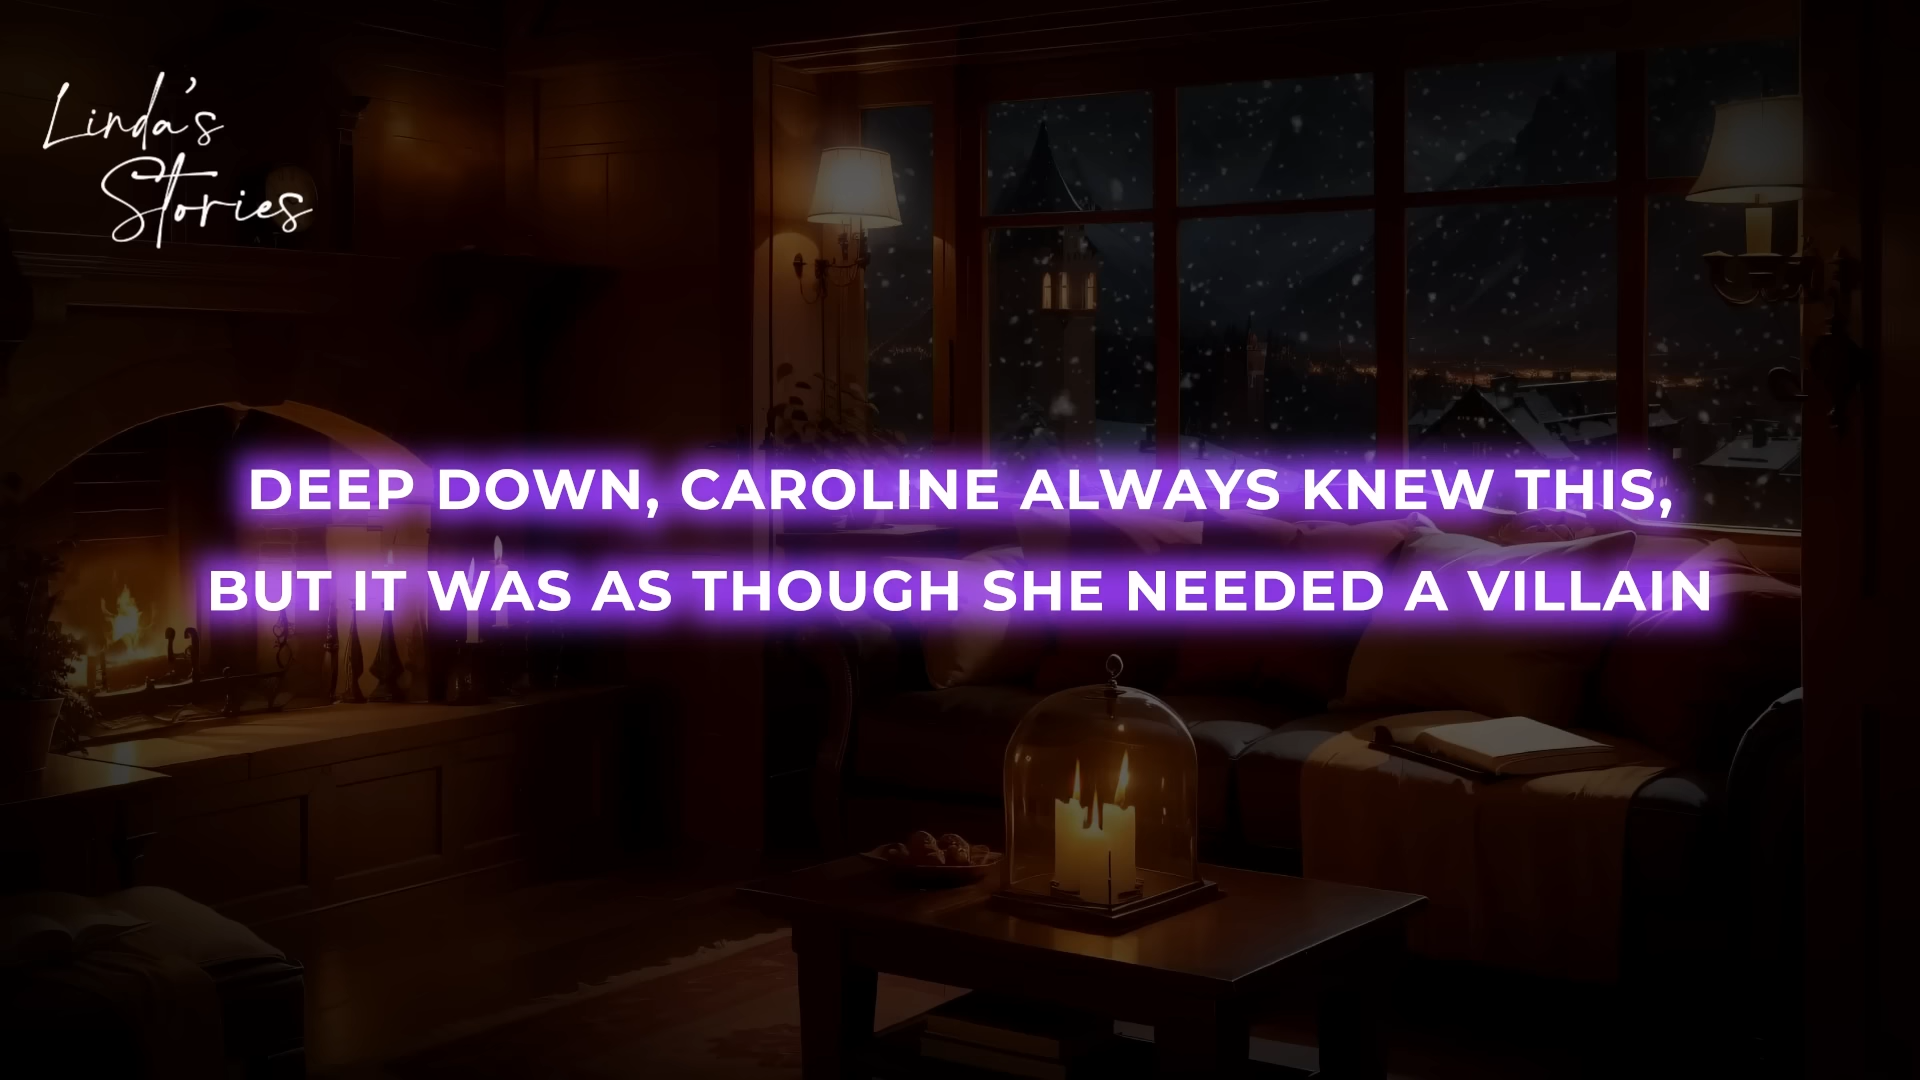 Linda's
Stories
DEEP DOWN, CAROLINE ALWAYS KNEW THIS,
BUT IT WAS AS THOUGH SHE NEEDED A VILLAIN